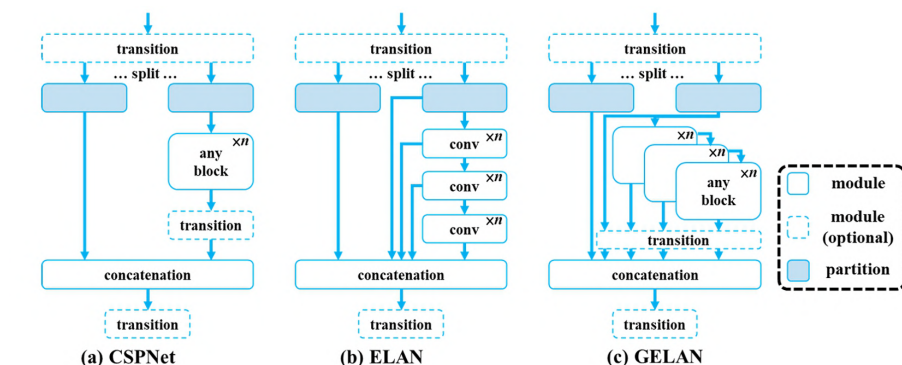 transition
... split ...
any
block
×n
transition
concatenation
transition
(a) CSPNet
transition
... split ...
conv ×n
conv ×n
conv ×n
concatenation
transition
(b) ELAN
transition
... split ...
×n
×n
×n
any
block
transition
concatenation
transition
(c) GELAN
module
module
(optional)
partition